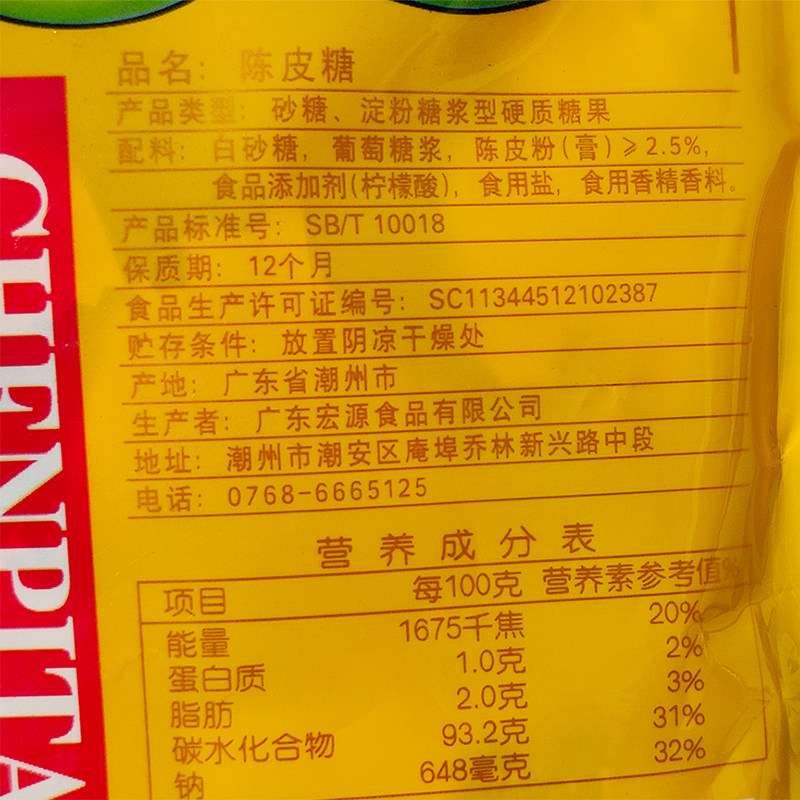 品名: 陈皮糖
产品类型: 砂糖、淀粉糖浆型硬质糖果
配料: 白砂糖, 葡萄糖浆, 陈皮粉(膏)≥2.5%,
食品添加剂(柠檬酸), 食用盐, 食用香精香料。
产品标准号: SB/T 10018
保质期: 12个月
食品生产许可证编号: SC11344512102387
贮存条件: 放置阴凉干燥处
产地: 广东省潮州市
生产者: 广东宏源食品有限公司
地址: 潮州市潮安区庵埠乔林新兴路中段
电话: 0768-6665125
营养成分表
项目 每100克 营养素参考值%
能量 1675千焦 20%
蛋白质 1.0克 2%
脂肪 2.0克 3%
碳水化合物 93.2克 31%
钠 648毫克 32%
CHENPITA